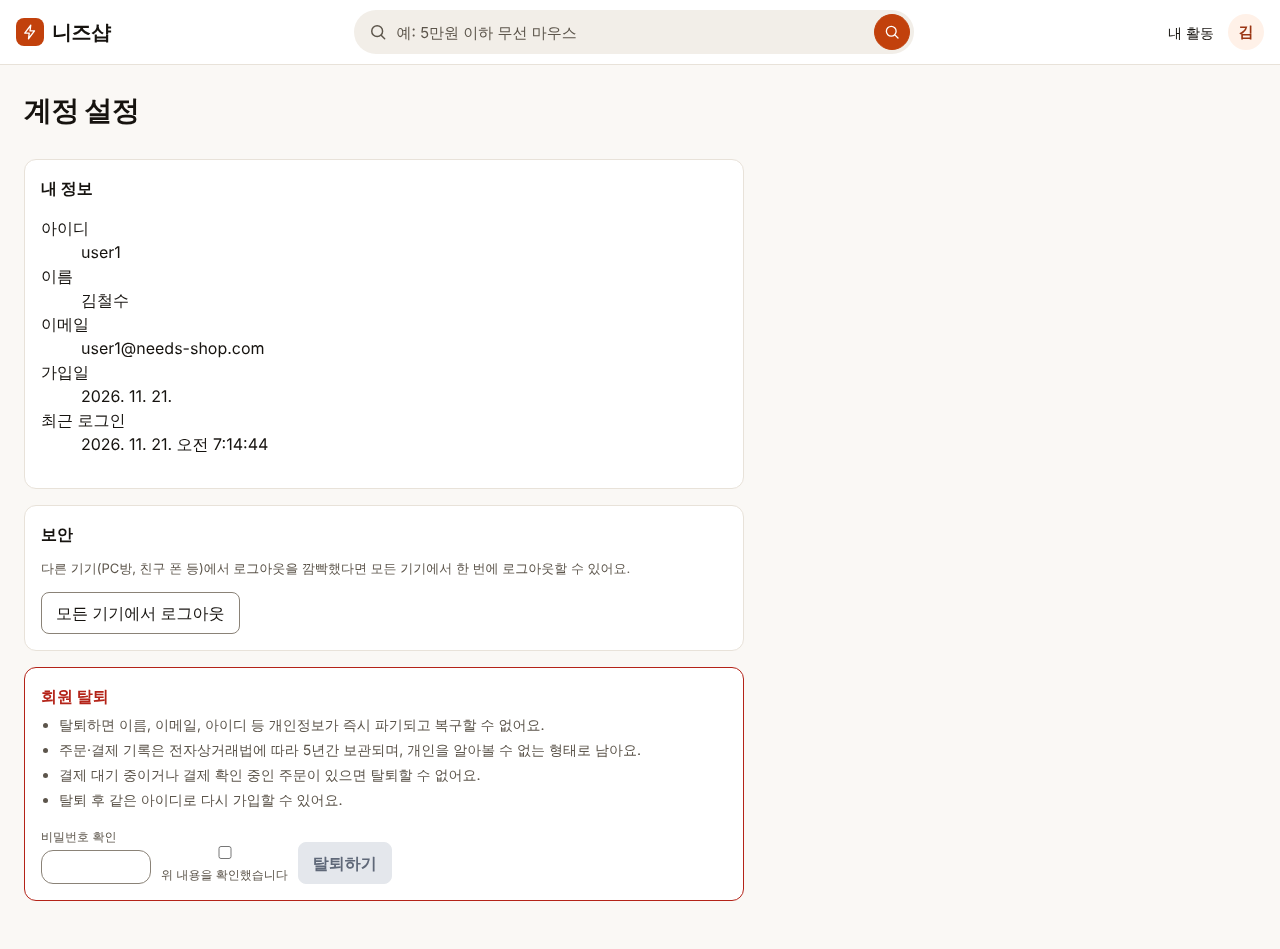 니즈샵
예: 5만원 이하 무선 마우스
내 활동
김
계정 설정
내 정보
아이디
user1
이름
김철수
이메일
user1@needs-shop.com
가입일
2026. 11. 21.
최근 로그인
2026. 11. 21. 오전 7:14:44
보안
다른 기기(PC방, 친구 폰 등)에서 로그아웃을 깜빡했다면 모든 기기에서 한 번에 로그아웃할 수 있어요.
모든 기기에서 로그아웃
회원 탈퇴
탈퇴하면 이름, 이메일, 아이디 등 개인정보가 즉시 파기되고 복구할 수 없어요.
주문·결제 기록은 전자상거래법에 따라 5년간 보관되며, 개인을 알아볼 수 없는 형태로 남아요.
결제 대기 중이거나 결제 확인 중인 주문이 있으면 탈퇴할 수 없어요.
탈퇴 후 같은 아이디로 다시 가입할 수 있어요.
비밀번호 확인
위 내용을 확인했습니다
탈퇴하기